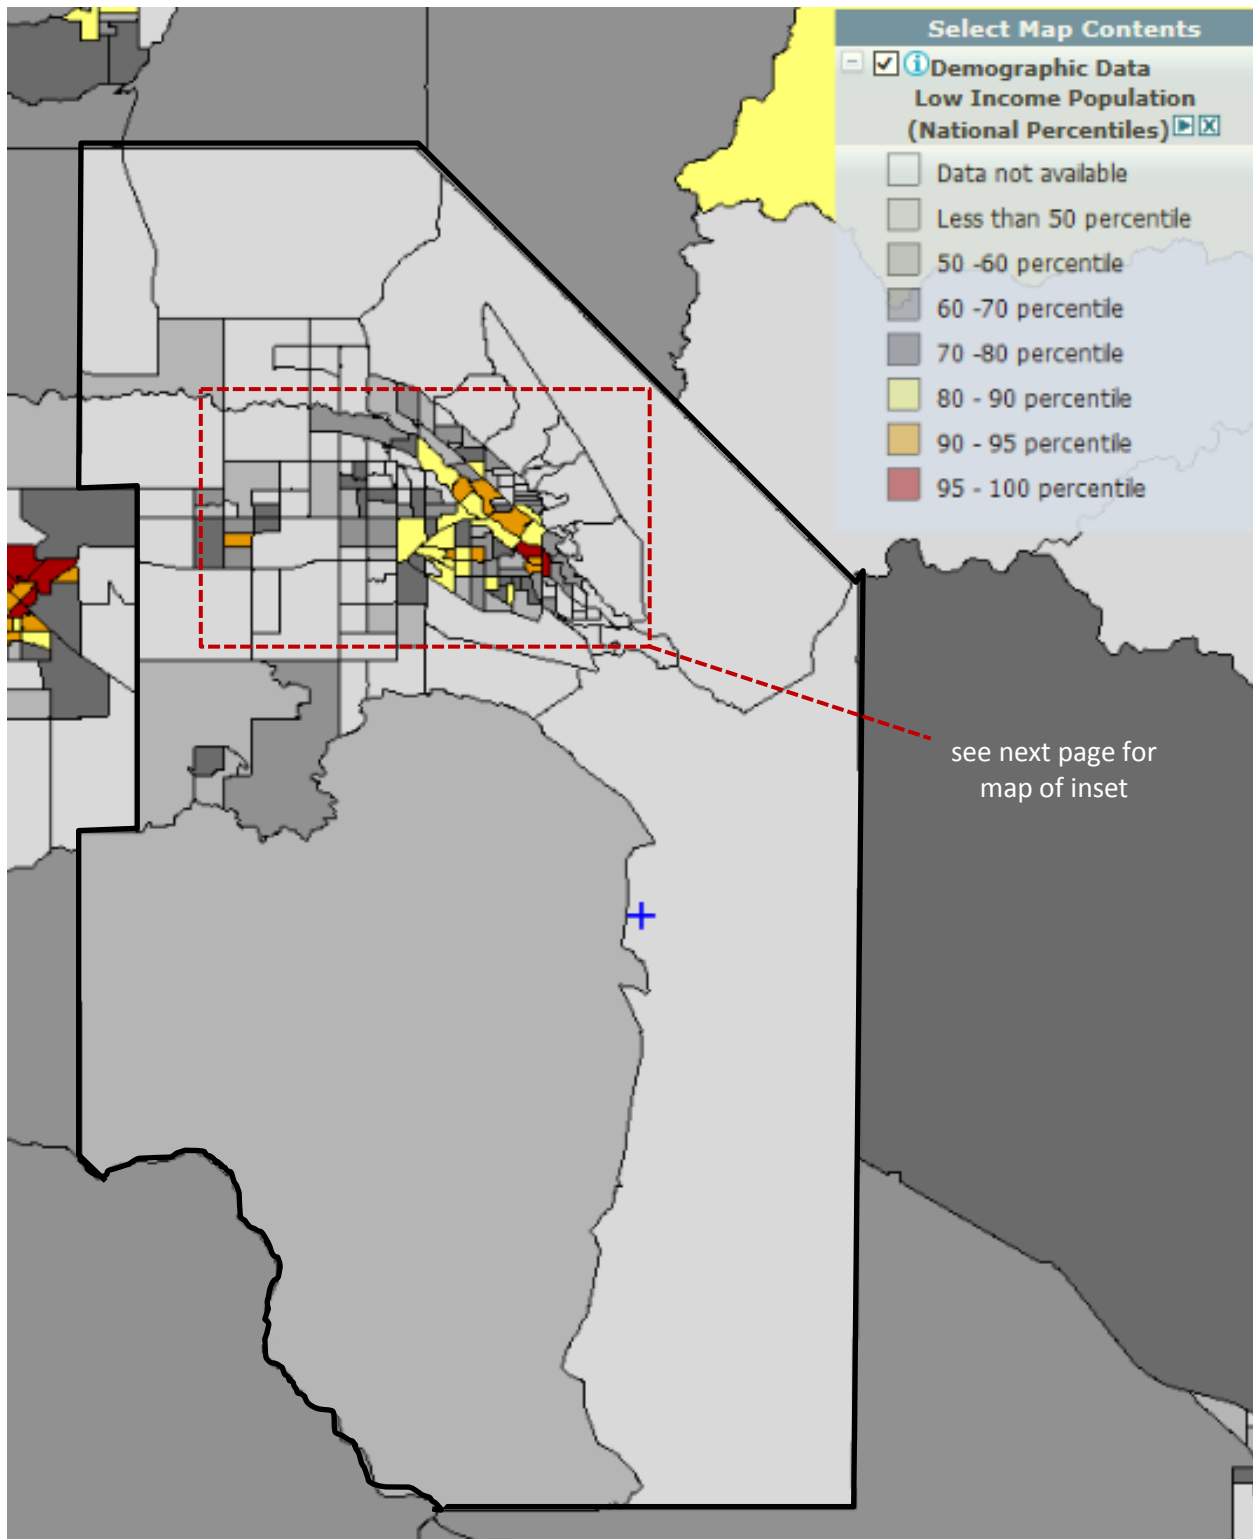 Select Map Contents
Demographic Data
Low Income Population
(National Percentiles)
Data not available
Less than 50 percentile
50 -60 percentile
60 -70 percentile
70 -80 percentile
80 - 90 percentile
90 - 95 percentile
95 - 100 percentile
see next page for
map of inset